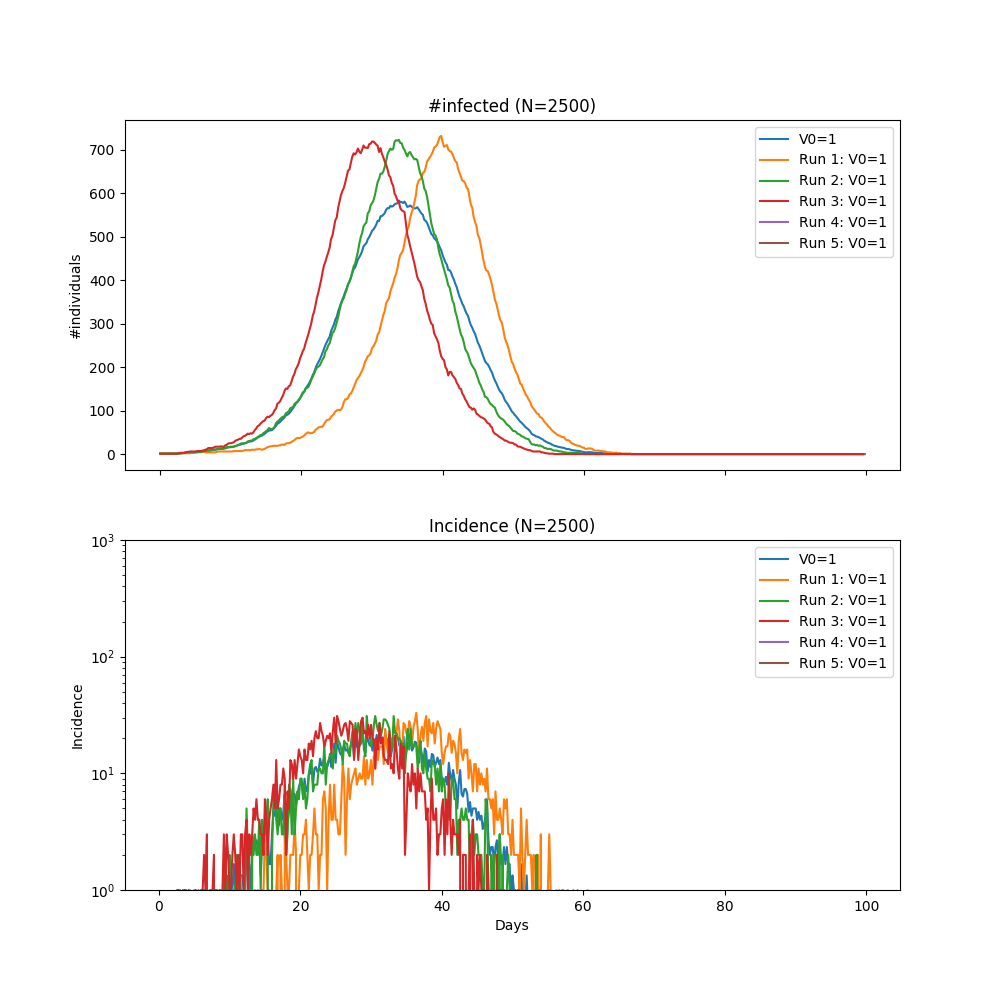 #infected (N=2500)
#individuals
700
600
500
400
300
200
100
0
V0=1
Run 1: V0=1
Run 2: V0=1
Run 3: V0=1
Run 4: V0=1
Run 5: V0=1
Incidence (N=2500)
Incidence
10³
10²
10¹
10⁰
V0=1
Run 1: V0=1
Run 2: V0=1
Run 3: V0=1
Run 4: V0=1
Run 5: V0=1
0 20 40 60 80 100
Days